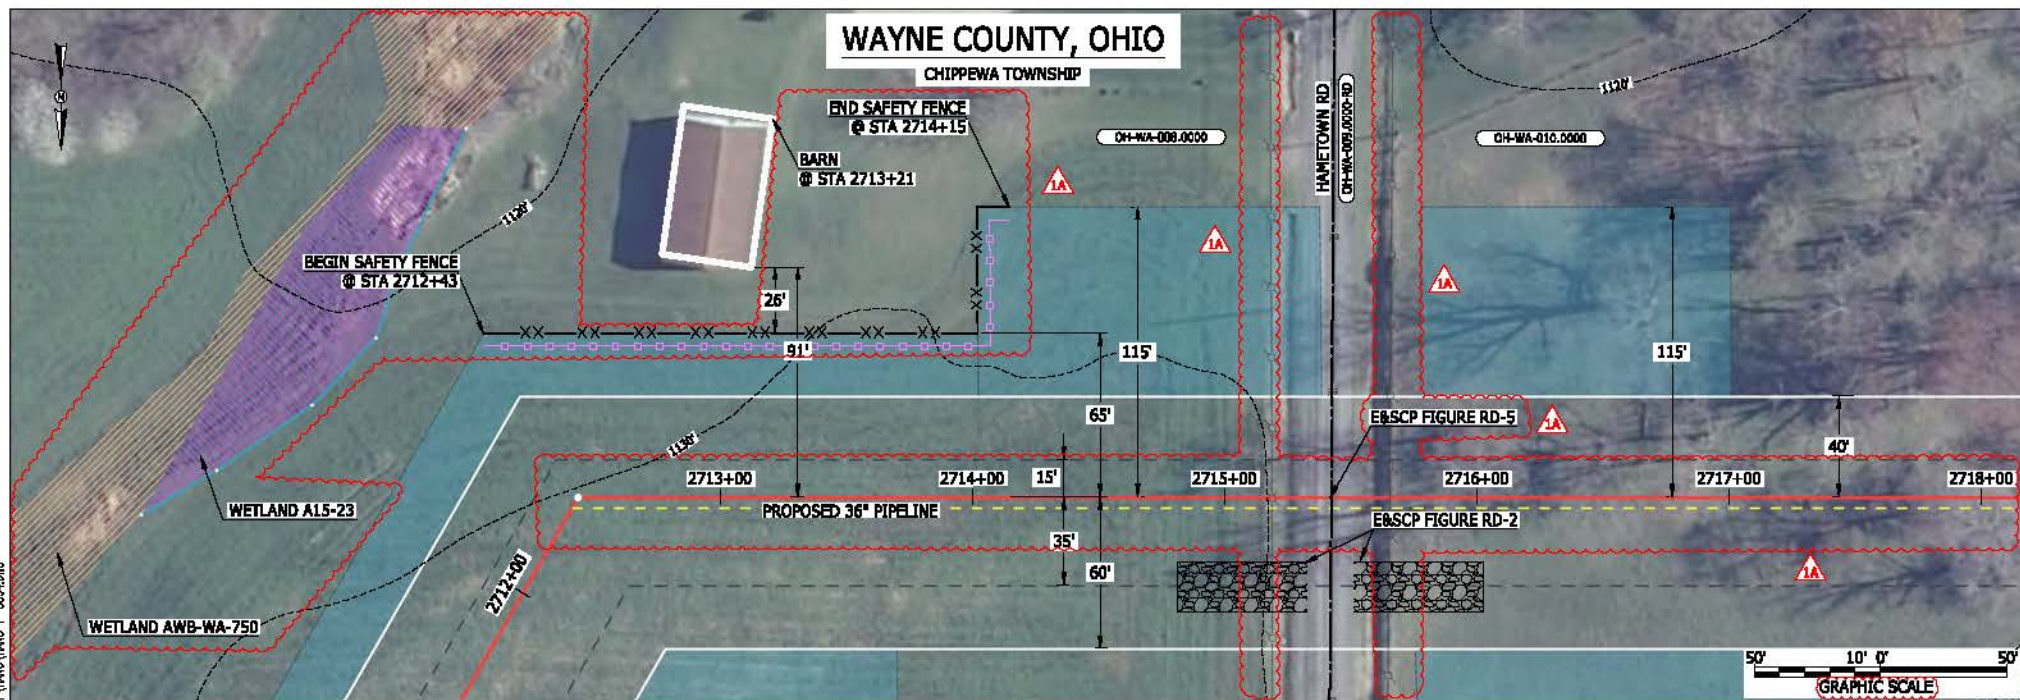 WAYNE COUNTY, OHIO
CHIPPEWA TOWNSHIP
END SAFETY FENCE
@ STA 2714+15
BARN
@ STA 2713+21
BEGIN SAFETY FENCE
@ STA 2712+43
HAMETOWN RD
OH-WA-009.0000-RD
OH-WA-008.0000
OH-WA-010.0000
1120'
1120'
1A
1A
1A
1A
1A
26'
91'
115'
115'
65'
40'
15'
35'
60'
1130'
E&SCP FIGURE RD-5
2713+00
2714+00
2715+00
2716+00
2717+00
2718+00
PROPOSED 36" PIPELINE
E&SCP FIGURE RD-2
WETLAND A15-23
2712+00
WETLAND AWB-WA-750
N
50' 10' 0' 50'
GRAPHIC SCALE